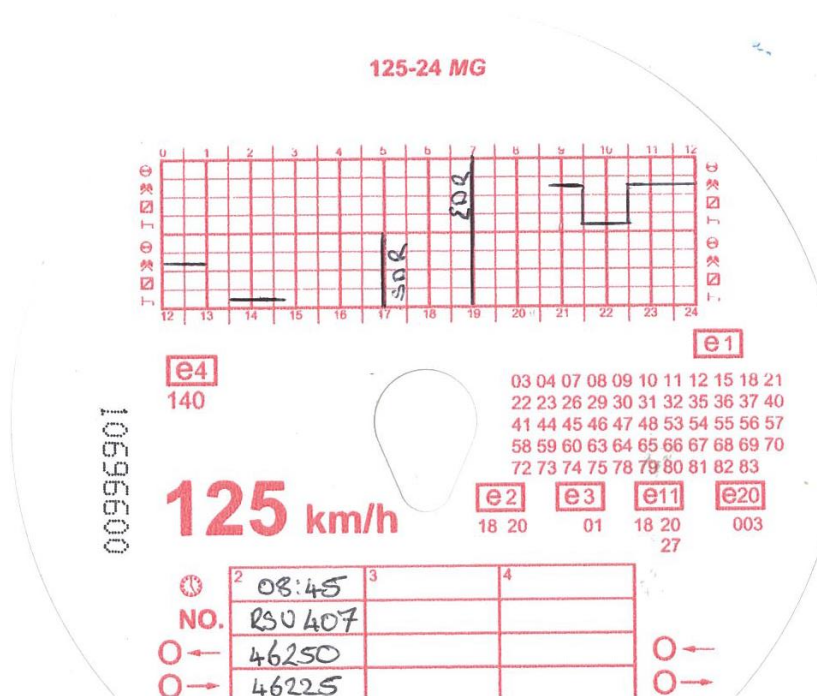 125-24 MG
0 1 2 3 4 5 6 7 8 9 10 11 12
EDR
SDR
12 13 14 15 16 17 18 19 20 21 22 23 24
e4
140
e1
03 04 07 08 09 10 11 12 15 18 21
22 23 26 29 30 31 32 35 36 37 40
41 44 45 46 47 48 53 54 55 56 57
58 59 60 63 64 65 66 67 68 69 70
72 73 74 75 78 79 80 81 82 83
00996901
125 km/h
e2 e3 e11 e20
18 20 01 18 20 003
27
2 08:45 3 4
NO. RSU 407
46250
46225